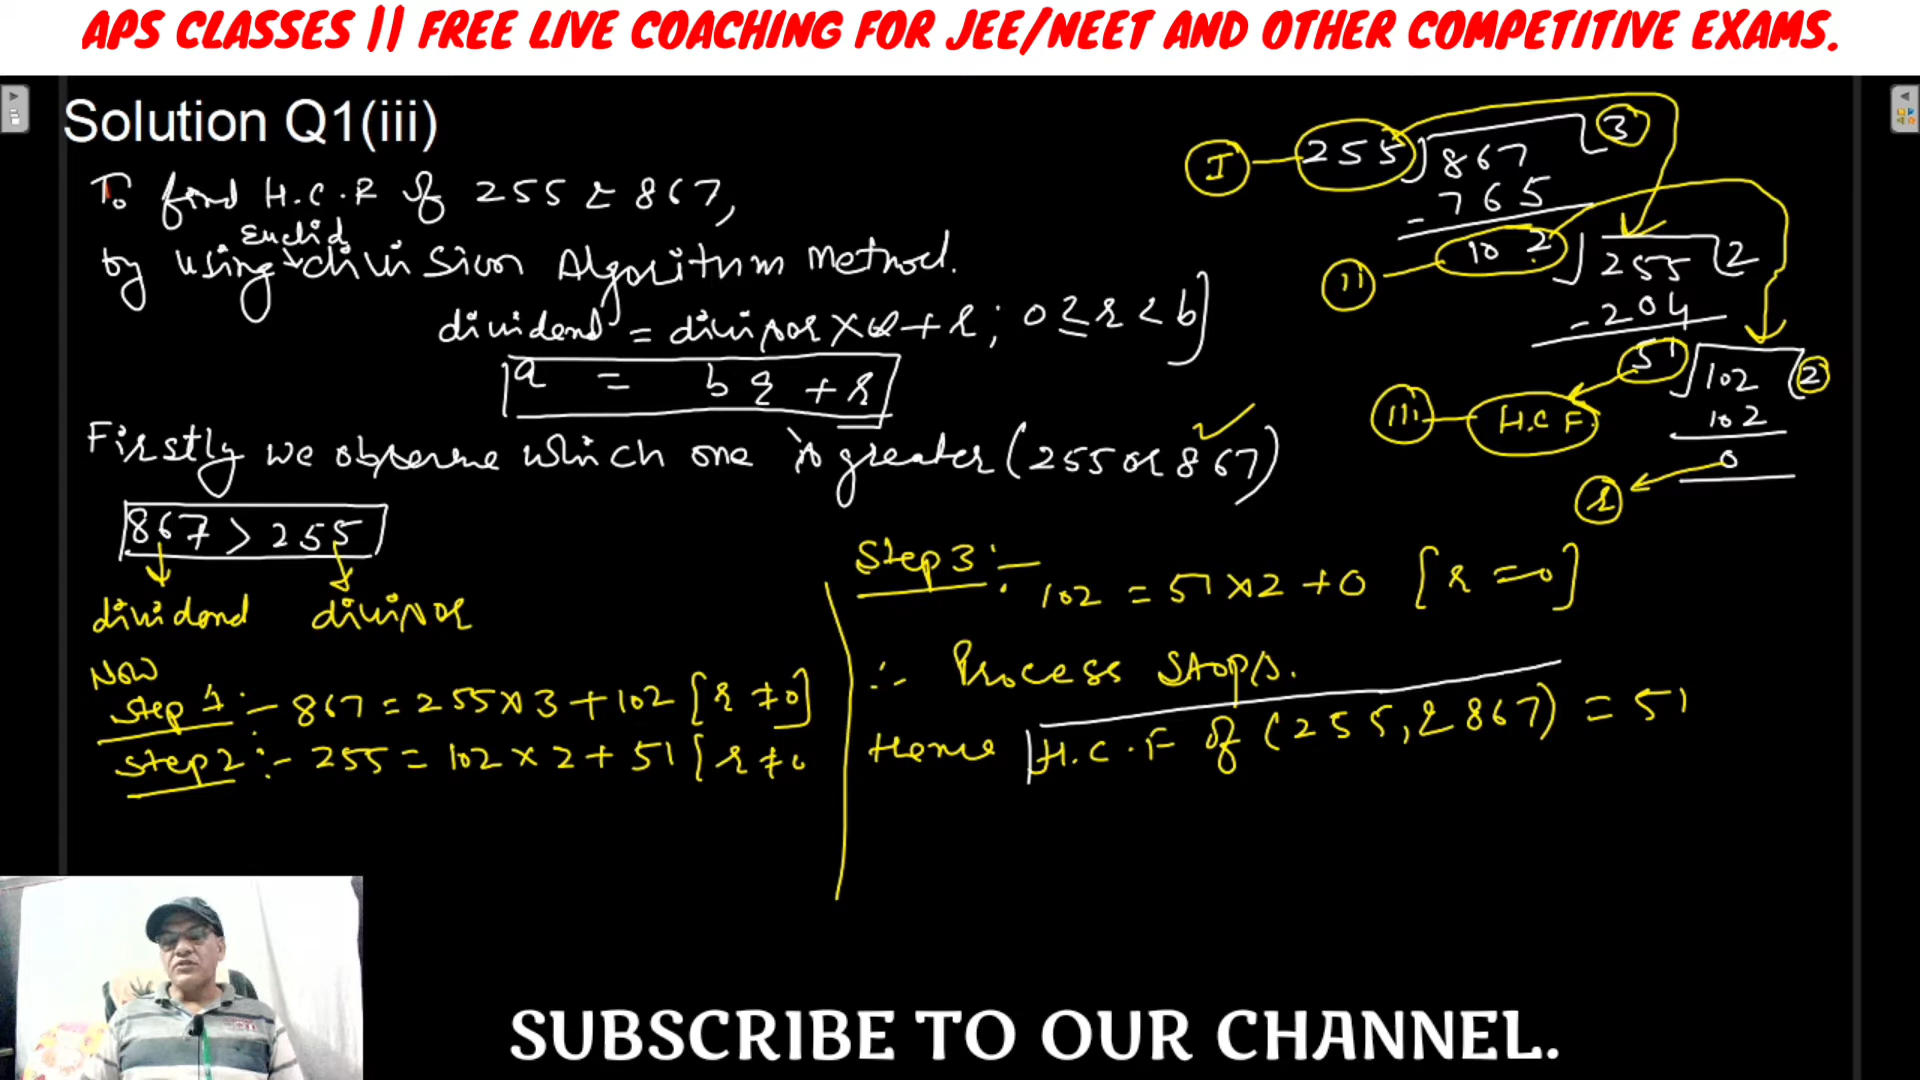 APS CLASSES || FREE LIVE COACHING FOR JEE/NEET AND OTHER COMPETITIVE EXAMS.
Solution Q1(iii)
To find H.C.F of 255 & 867,
by using Euclid division Algorithm Method.
dividend = divisor × Q + r ; 0 ≥ r < b]
a = bq + r
Firstly we observe which one is greater (255 or 867) ✓
867 > 255
dividend divisor
Now
Step 1 :- 867 = 255 × 3 + 102 [r ≠ 0]
Step 2 :- 255 = 102 × 2 + 51 [r ≠ 0
I 255 867 3
- 765
II 102 255 2
- 204
51 102 2
III H.C.F.
102
0
r
Step 3 :- 102 = 51 × 2 + 0 [r = 0]
∴ Process Stops.
Hence H.C.F of (255, & 867) = 51
SUBSCRIBE TO OUR CHANNEL.